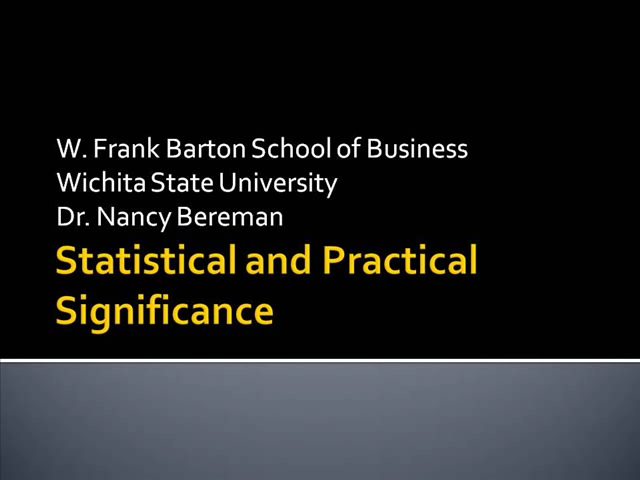 W. Frank Barton School of Business
Wichita State University
Dr. Nancy Bereman
Statistical and Practical
Significance